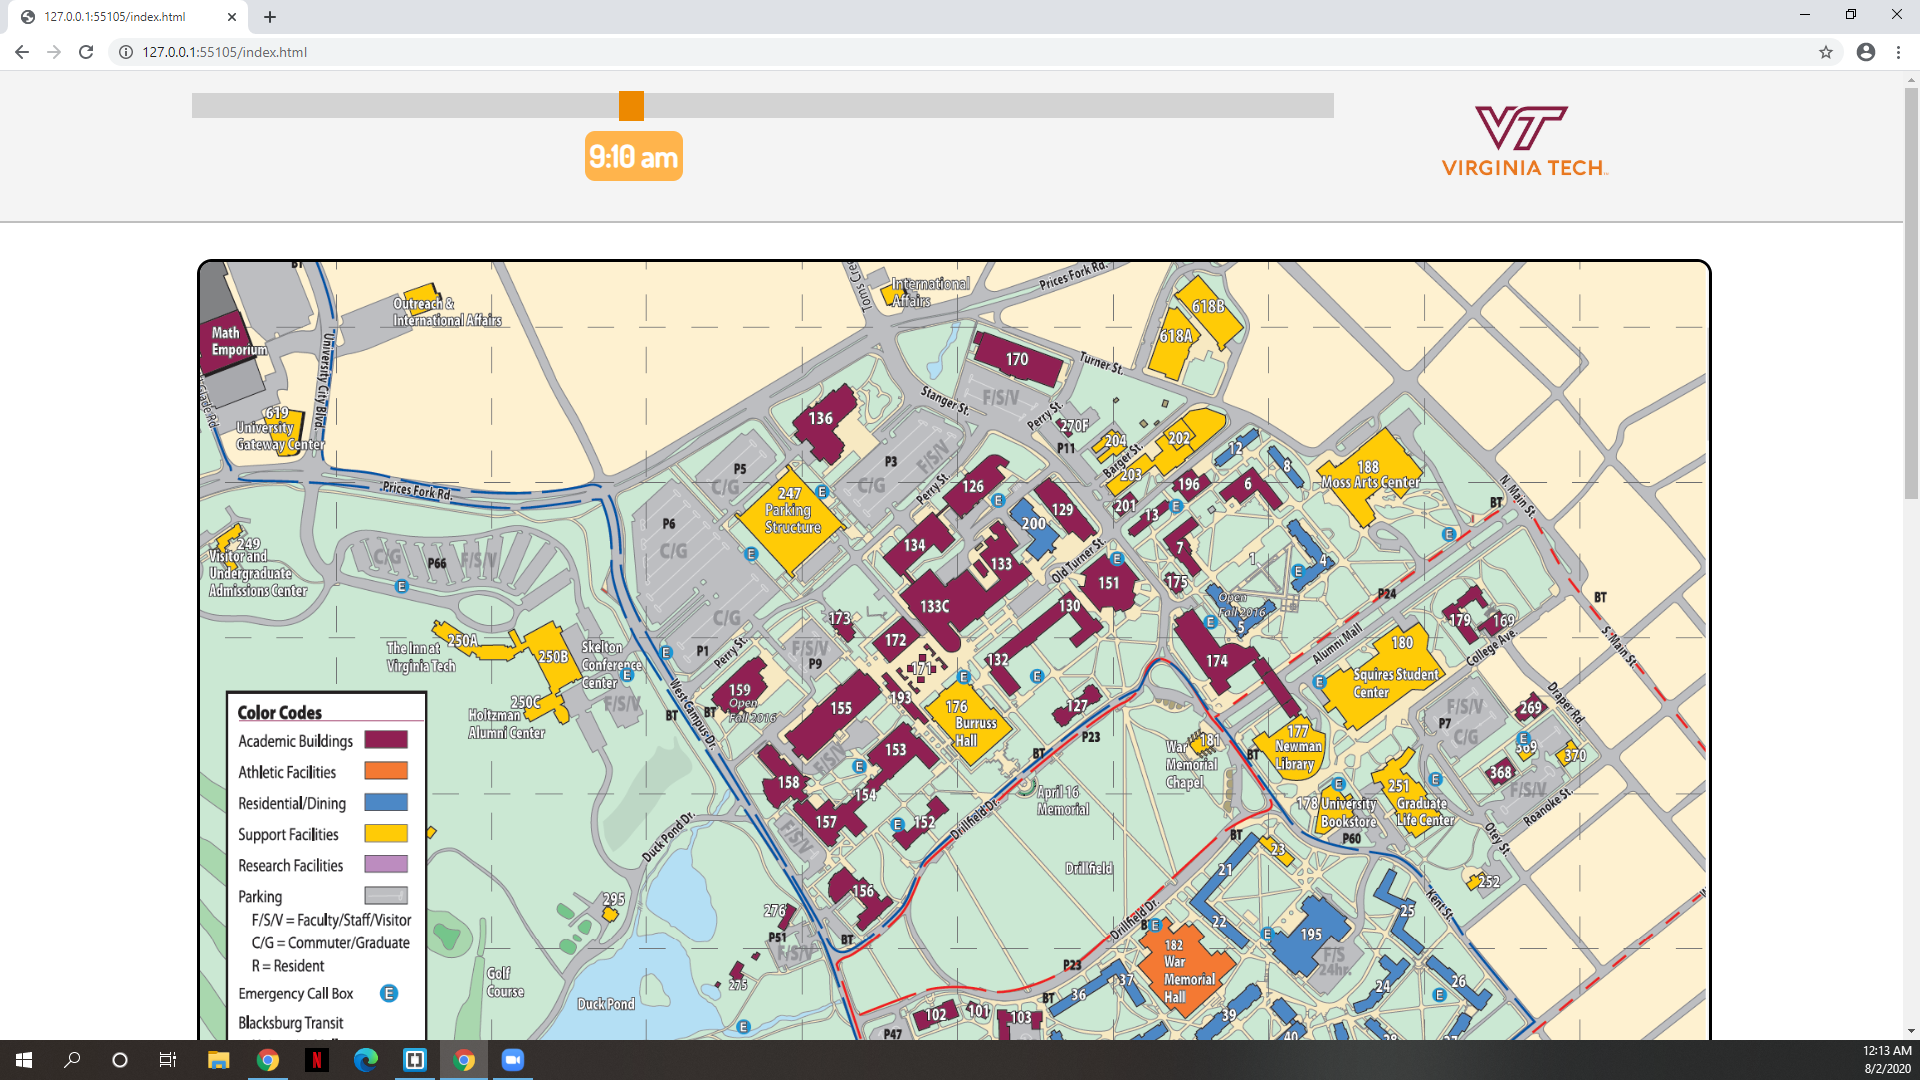 127.0.0.1:55105/index.html
127.0.0.1:55105/index.html
9:10 am
VT
VIRGINIA TECH
BT
Outreach &
International Affairs
Math
Emporium
University City Blvd.
Glade Rd
619
University
Gateway Center
Prices Fork Rd.
International
Affairs
Toms Cree
Prices Fork Rd.
618B
618A
Turner St.
170
F/S/V
Stanger St.
Perry St.
270F
P11
204
Barger St.
203
202
12
8
188
Moss Arts Center
N. Main St.
BT
136
P5
C/G
P3
F/S/V
C/G
Perry St.
247
Parking
Structure
126
129
200
201
13
196
6
7
1
4
P6
C/G
134
133
Old Turner St.
151
175
Open
Fall 2016
5
P24
BT
249
Visitor and
Undergraduate
Admissions Center
C/G
P66
F/S/V
133C
130
173
172
C/G
P1
Perry St.
F/S/V
P9
171
132
174
Alumni Mall
180
Squires Student
Center
179
169
College Ave.
S. Main St.
The Inn at
Virginia Tech
250A
250B
Skelton
Conference
Center
250C
Holtzman
Alumni Center
F/S/V
West Campus Dr.
BT
BT
159
Open
Fall 2016
155
193
176
Burruss
Hall
127
P23
BT
War
Memorial
Chapel
181
BT
177
Newman
Library
P7
F/S/V
C/G
269
Draper Rd
369
370
368
F/S/V
Roanoke St.
Otey St.
153
F/S/V
158
154
157
152
F/S/V
Drillfield Dr.
April 16
Memorial
178
University
Bookstore
251
Graduate
Life Center
P60
BT
Duck Pond Dr.
Drillfield
23
21
22
252
Kent St.
25
156
295
276
P51
F/S/V
BT
275
Golf
Course
Duck Pond
Drillfield Dr.
182
War
Memorial
Hall
195
F/S
24hr.
P23
BT
36
37
24
26
39
40
102
101
103
P47
Color Codes
Academic Buildings
Athletic Facilities
Residential/Dining
Support Facilities
Research Facilities
Parking
F/S/V = Faculty/Staff/Visitor
C/G = Commuter/Graduate
R = Resident
Emergency Call Box E
Blacksburg Transit
12:13 AM
8/2/2020